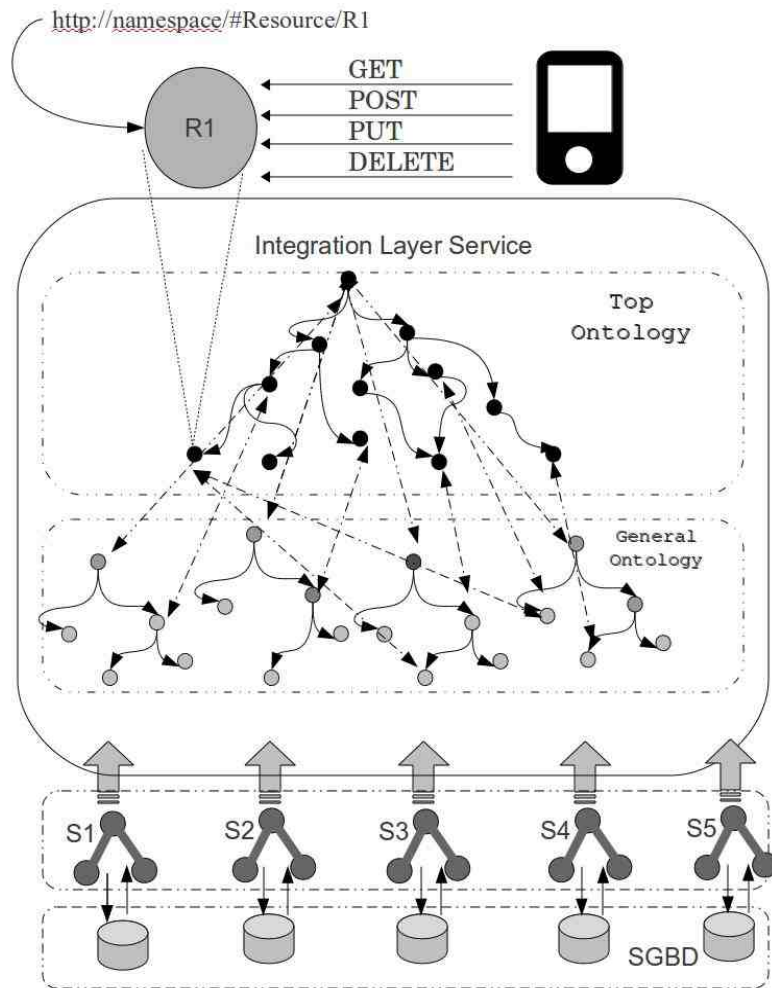 http://namespace/#Resource/R1
GET
POST
PUT
DELETE
R1
Integration Layer Service
Top
Ontology
General
Ontology
S1
S2
S3
S4
S5
SGBD